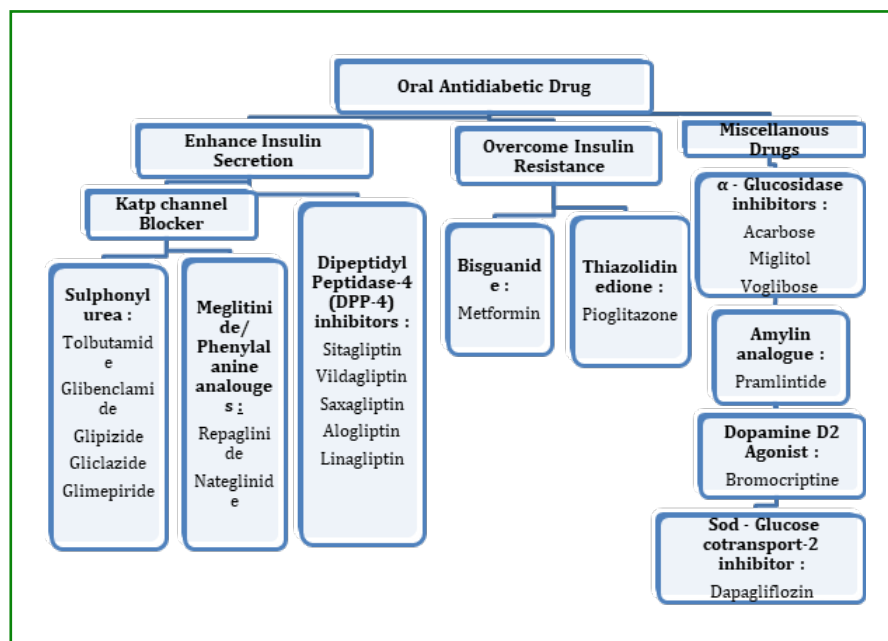 Oral Antidiabetic Drug
Enhance Insulin
Secretion
Katp channel
Blocker
Sulphonyl
urea :
Tolbutamid
e
Glibenclami
de
Glipizide
Gliclazide
Glimepiride
Meglitini
de/
Phenylal
anine
analouge
s :
Repaglini
de
Nateglinid
e
Dipeptidyl
Peptidase-4
(DPP-4)
inhibitors :
Sitagliptin
Vildagliptin
Saxagliptin
Alogliptin
Linagliptin
Overcome Insulin
Resistance
Bisguanid
e :
Metformin
Thiazolidin
edione :
Pioglitazone
Miscellanous
Drugs
α - Glucosidase
inhibitors :
Acarbose
Miglitol
Voglibose
Amylin
analogue :
Pramlintide
Dopamine D2
Agonist :
Bromocriptine
Sod - Glucose
cotransport-2
inhibitor :
Dapagliflozin